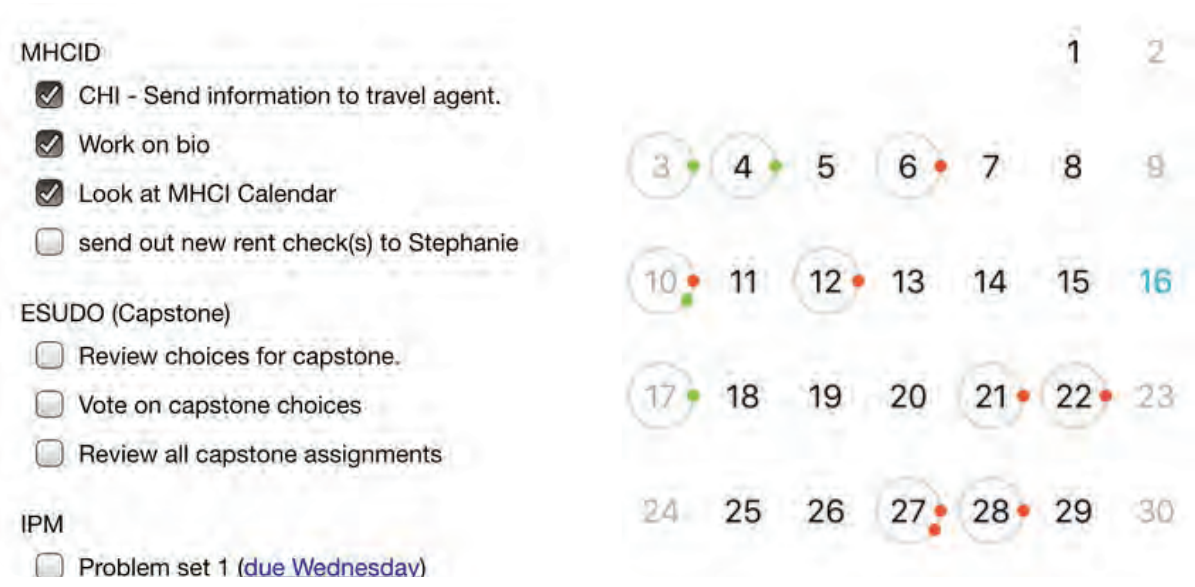 MHCID
CHI - Send information to travel agent.
Work on bio
Look at MHCI Calendar
send out new rent check(s) to Stephanie
ESUDO (Capstone)
Review choices for capstone.
Vote on capstone choices
Review all capstone assignments
IPM
Problem set 1 (due Wednesday)
1 2
3 4 5 6 7 8 9
10 11 12 13 14 15 16
17 18 19 20 21 22 23
24 25 26 27 28 29 30